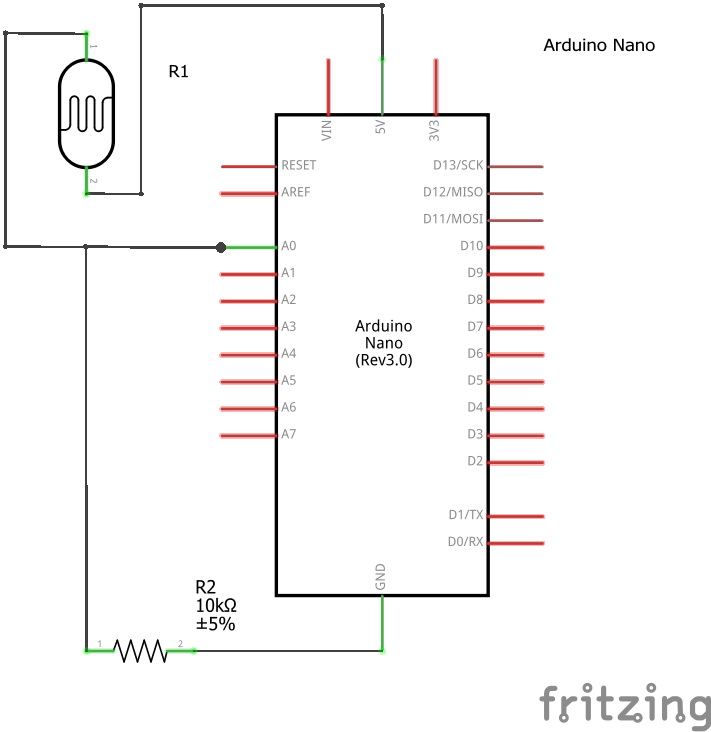 Arduino Nano
1
R1
2
VIN
5V
3V3
RESET
AREF
A0
A1
A2
A3
A4
A5
A6
A7
D13/SCK
D12/MISO
D11/MOSI
D10
D9
D8
D7
D6
D5
D4
D3
D2
D1/TX
D0/RX
Arduino
Nano
(Rev3.0)
GND
R2
10kΩ
±5%
1
2
fritzing